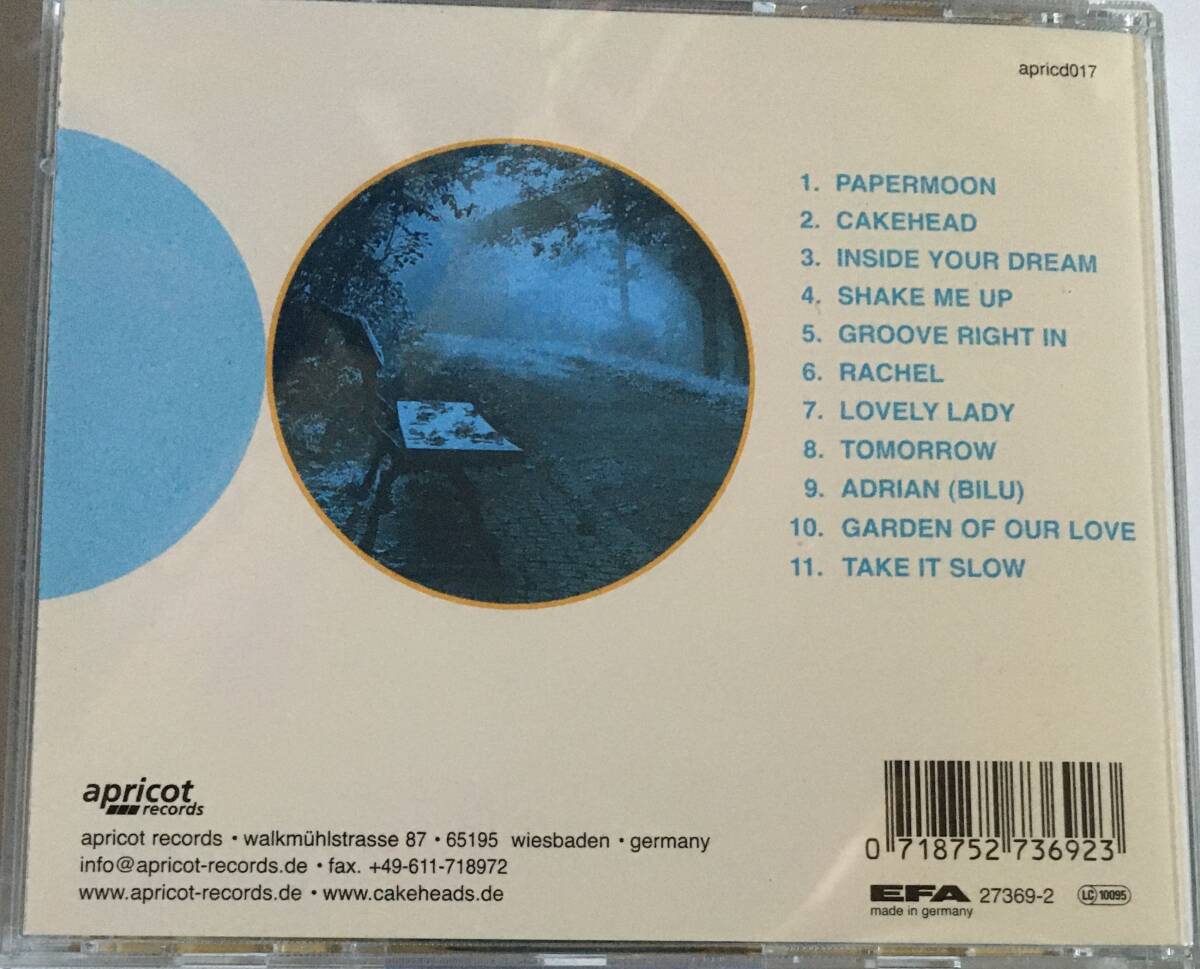 apricd017
1. PAPERMOON
2. CAKEHEAD
3. INSIDE YOUR DREAM
4. SHAKE ME UP
5. GROOVE RIGHT IN
6. RACHEL
7. LOVELY LADY
8. TOMORROW
9. ADRIAN (BILU)
10. GARDEN OF OUR LOVE
11. TAKE IT SLOW
apricot
records
apricot records • walkmühlstrasse 87 • 65195 wiesbaden • germany
info@apricot-records.de • fax. +49-611-718972
www.apricot-records.de • www.cakeheads.de
0 718752 736923
EFA 27369-2 LC 10095
made in germany